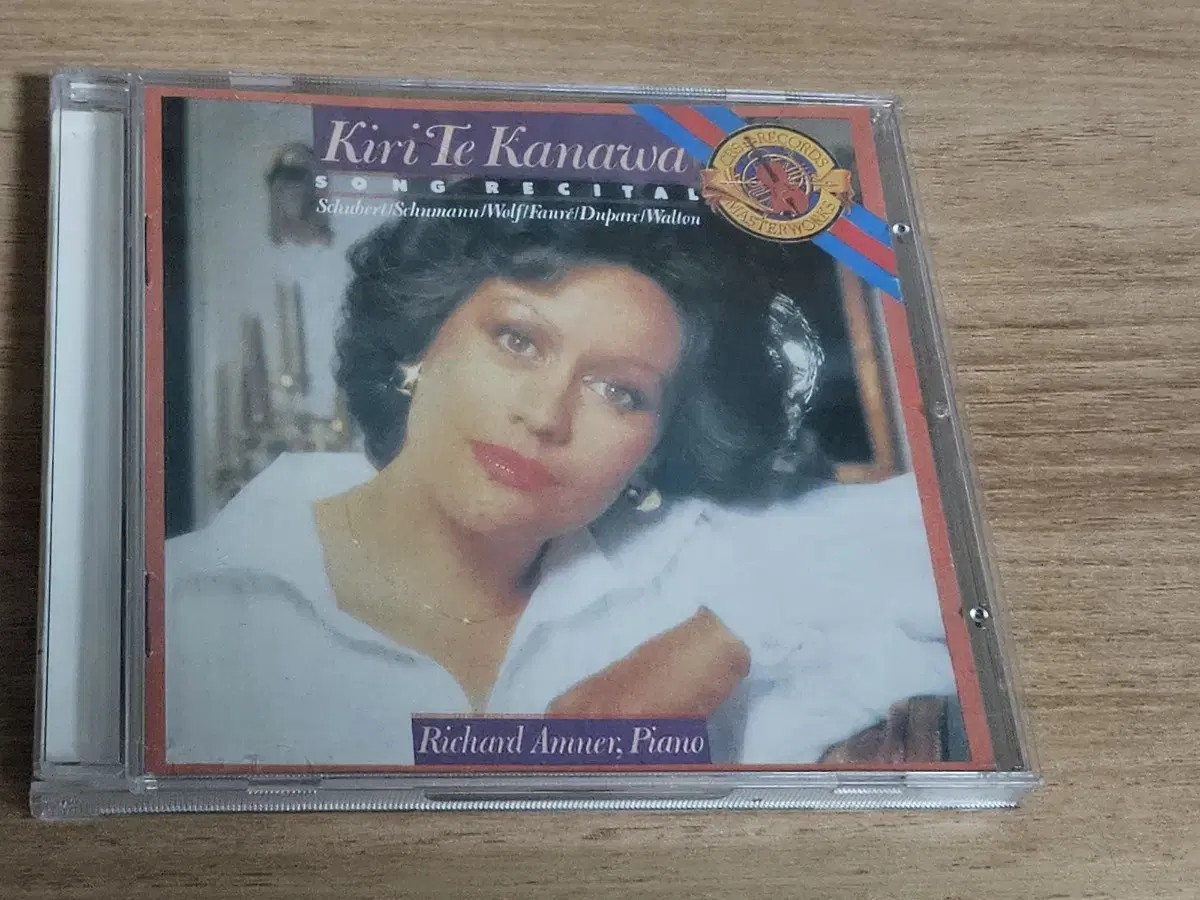 Kiri Te Kanawa
SONG RECITAL
Schubert/Schumann/Wolf/Fauré/Duparc/Walton
CBS RECORDS
MASTERWORKS
Richard Amner, Piano